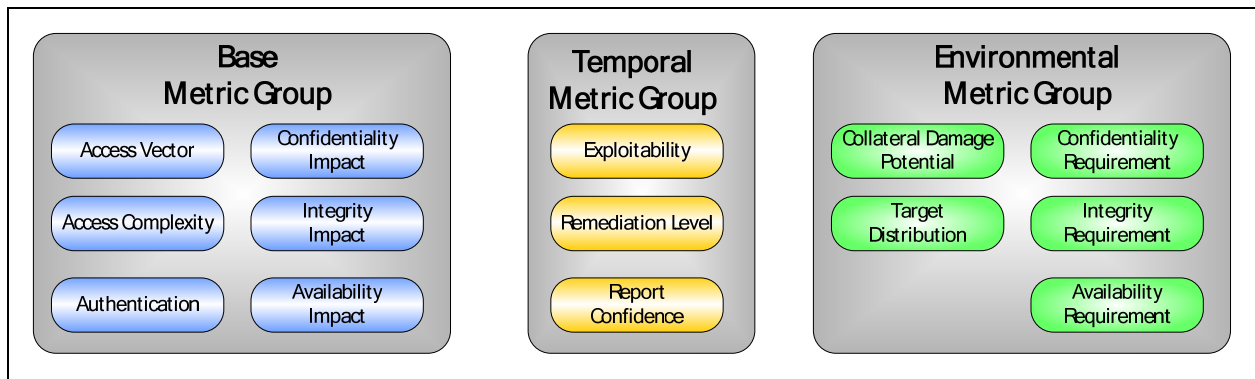 Base
Metric Group
Access Vector
Confidentiality
Impact
Access Complexity
Integrity
Impact
Authentication
Availability
Impact
Temporal
Metric Group
Exploitability
Remediation Level
Report
Confidence
Environmental
Metric Group
Collateral Damage
Potential
Confidentiality
Requirement
Target
Distribution
Integrity
Requirement
Availability
Requirement